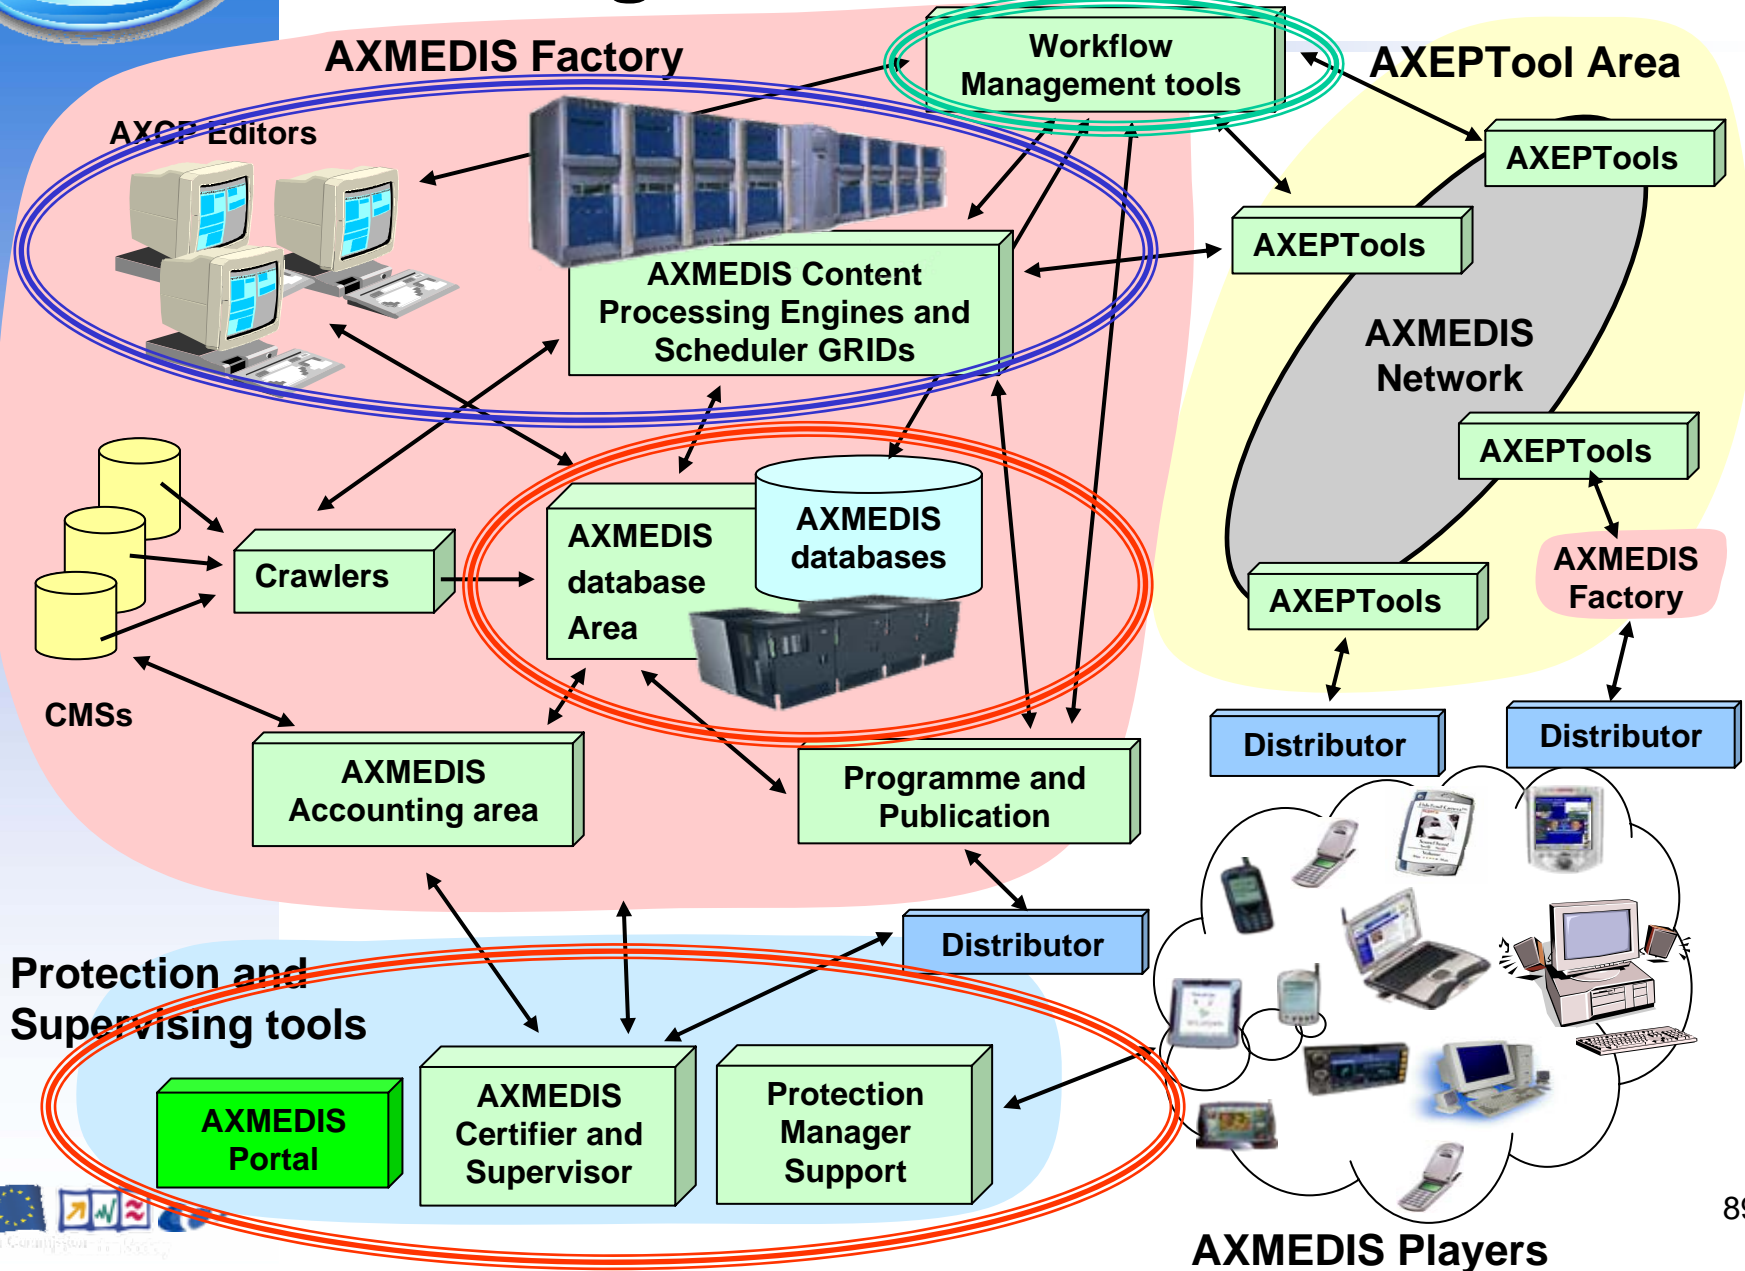 AXMEDIS Factory
Workflow
Management tools
AXEPTool Area
AXCP Editors
AXEPTools
AXEPTools
AXMEDIS Content
Processing Engines and
Scheduler GRIDs
AXMEDIS
Network
AXEPTools
AXMEDIS
databases
AXMEDIS
database
Area
Crawlers
AXMEDIS
Factory
AXEPTools
CMSs
Distributor
Distributor
AXMEDIS
Accounting area
Programme and
Publication
Distributor
Protection and
Supervising tools
AXMEDIS
Portal
AXMEDIS
Certifier and
Supervisor
Protection
Manager
Support
AXMEDIS Players